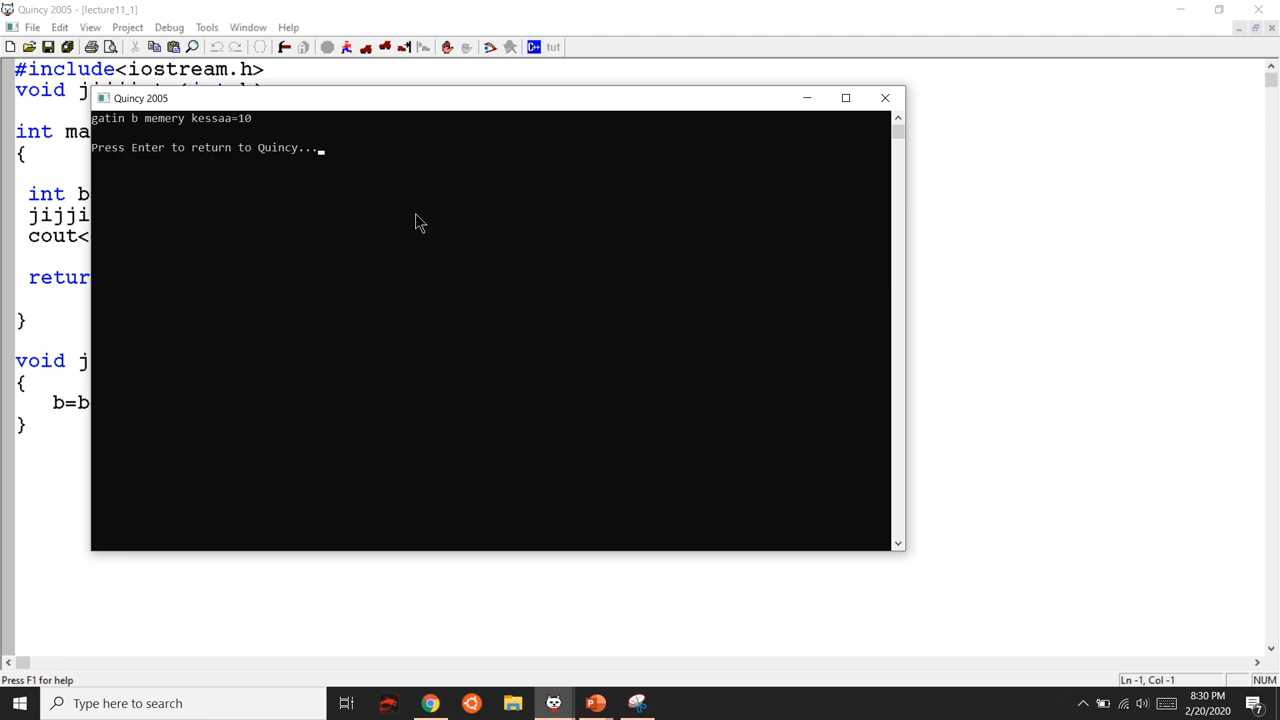 Quincy 2005 - [lecture11_1]
File Edit View Project Debug Tools Window Help
C++ tut
#include<iostream.h>
void
Quincy 2005
gatin b memery kessaa=10
int
{
Press Enter to return to Quincy...
int b
jijji
cout<
retur
}
void j
{
b=b
}
Press F1 for help
Ln -1, Col -1
NUM
Type here to search
8:30 PM
2/20/2020
7